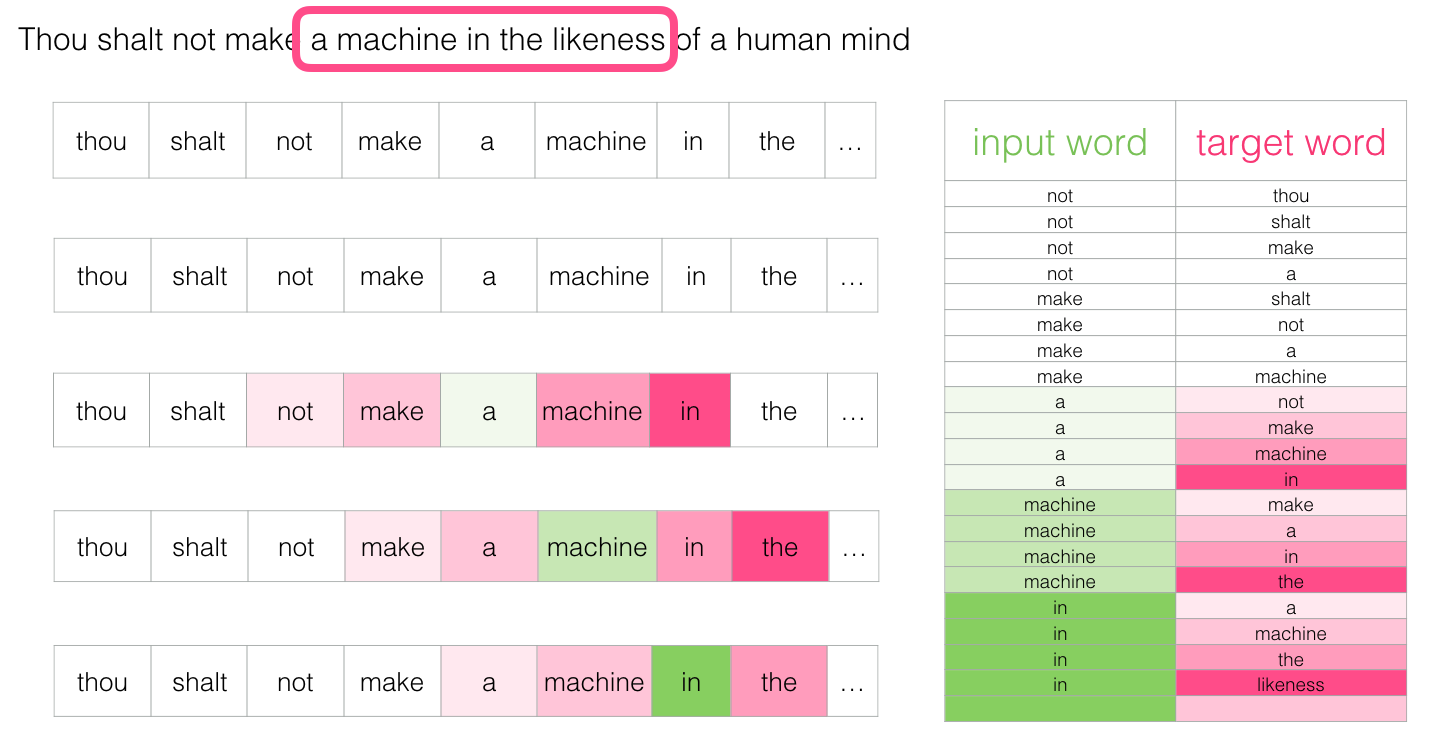 Thou shalt not make a machine in the likeness of a human mind
thou shalt not make a machine in the ...
thou shalt not make a machine in the ...
thou shalt not make a machine in the ...
thou shalt not make a machine in the ...
thou shalt not make a machine in the ...
input word target word
not thou
not shalt
not make
not a
make shalt
make not
make a
make machine
a not
a make
a machine
a in
machine make
machine a
machine in
machine the
in a
in machine
in the
in likeness